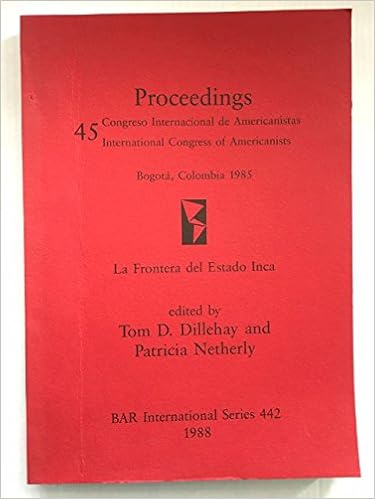 Proceedings
45 Congreso Internacional de Americanistas
International Congress of Americanists
Bogotá, Colombia 1985
La Frontera del Estado Inca
edited by
Tom D. Dillehay and
Patricia Netherly
BAR International Series 442
1988